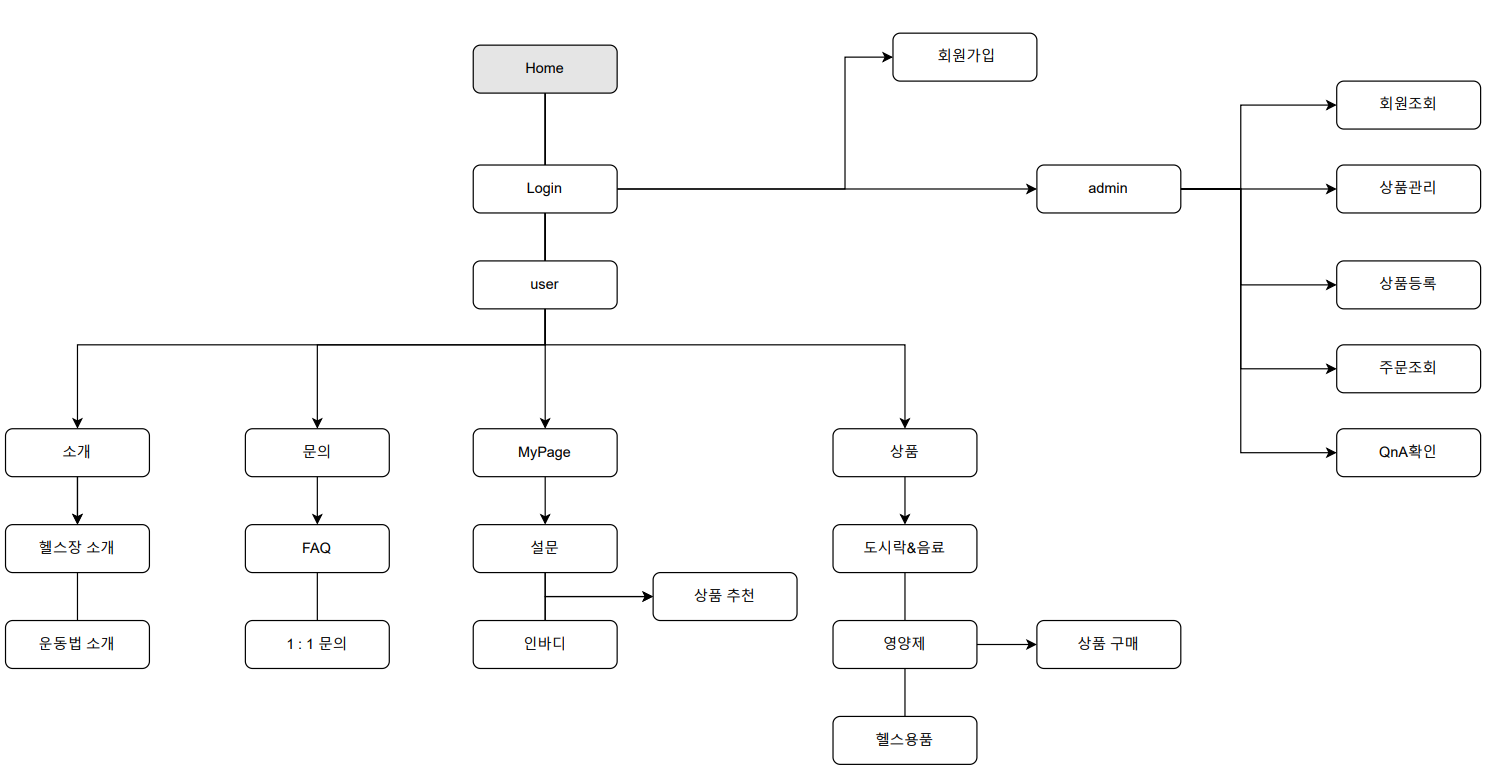 Home
회원가입
회원조회
Login
admin
상품관리
user
상품등록
주문조회
소개
문의
MyPage
상품
QnA확인
헬스장 소개
FAQ
설문
도시락&음료
상품 추천
운동법 소개
1 : 1 문의
인바디
영양제
상품 구매
헬스용품